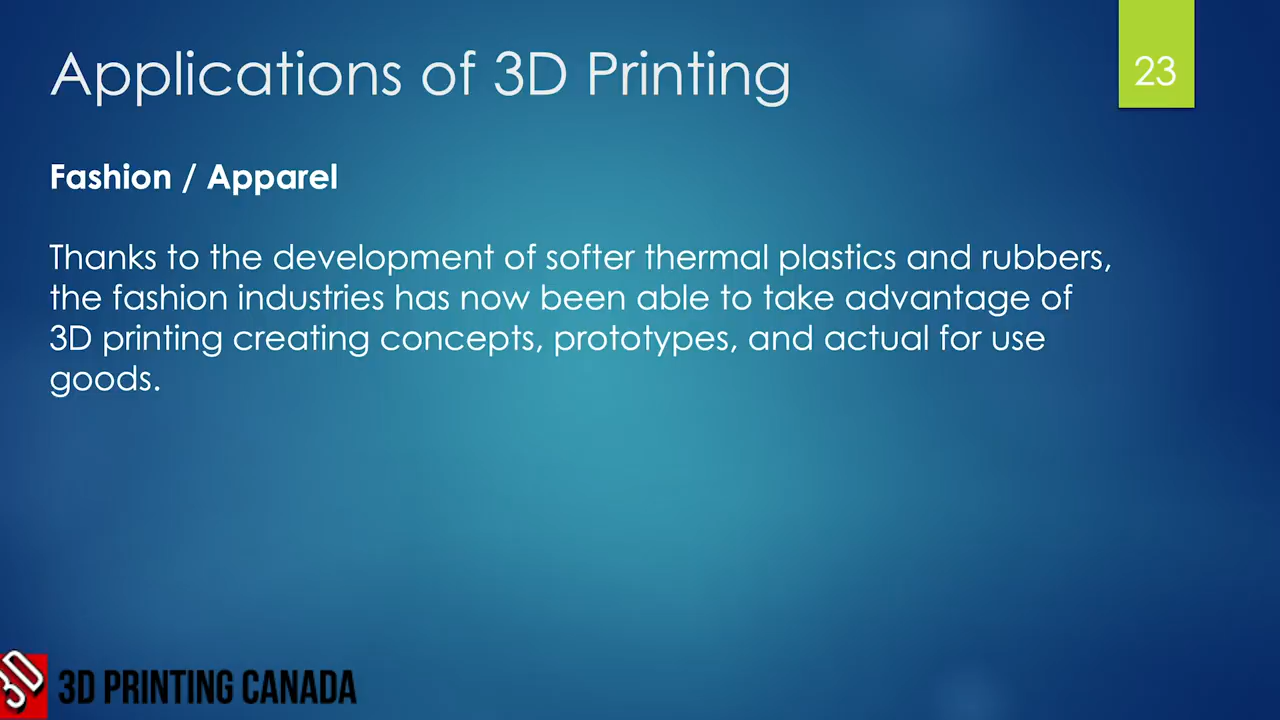 Applications of 3D Printing
23
Fashion / Apparel
Thanks to the development of softer thermal plastics and rubbers,
the fashion industries has now been able to take advantage of
3D printing creating concepts, prototypes, and actual for use
goods.
3D
3D PRINTING CANADA